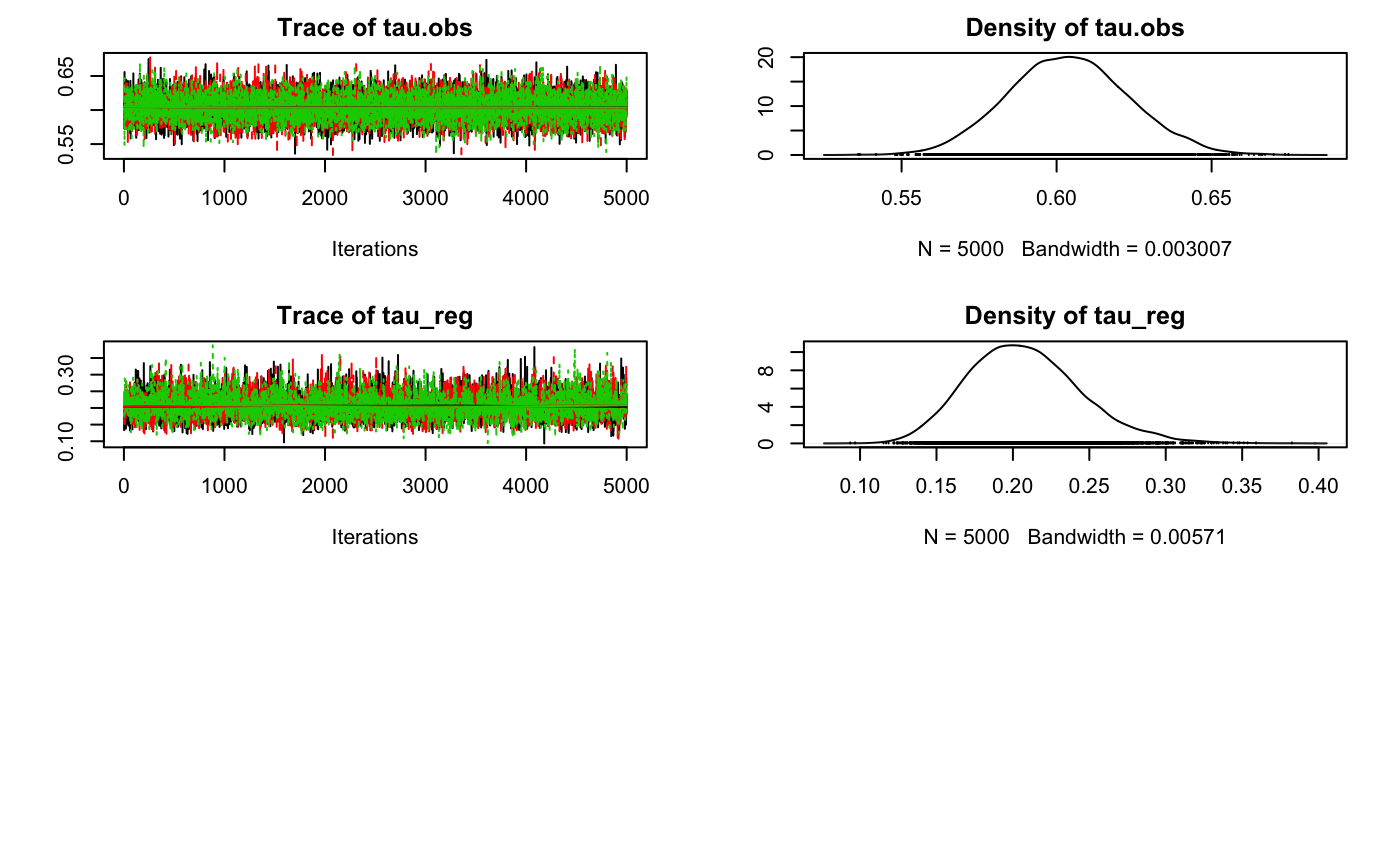 Trace of tau.obs
0.55 0.65
0 1000 2000 3000 4000 5000
Iterations
Density of tau.obs
0 10 20
0.55 0.60 0.65
N = 5000 Bandwidth = 0.003007
Trace of tau_reg
0.10 0.30
0 1000 2000 3000 4000 5000
Iterations
Density of tau_reg
0 4 8
0.10 0.15 0.20 0.25 0.30 0.35 0.40
N = 5000 Bandwidth = 0.00571